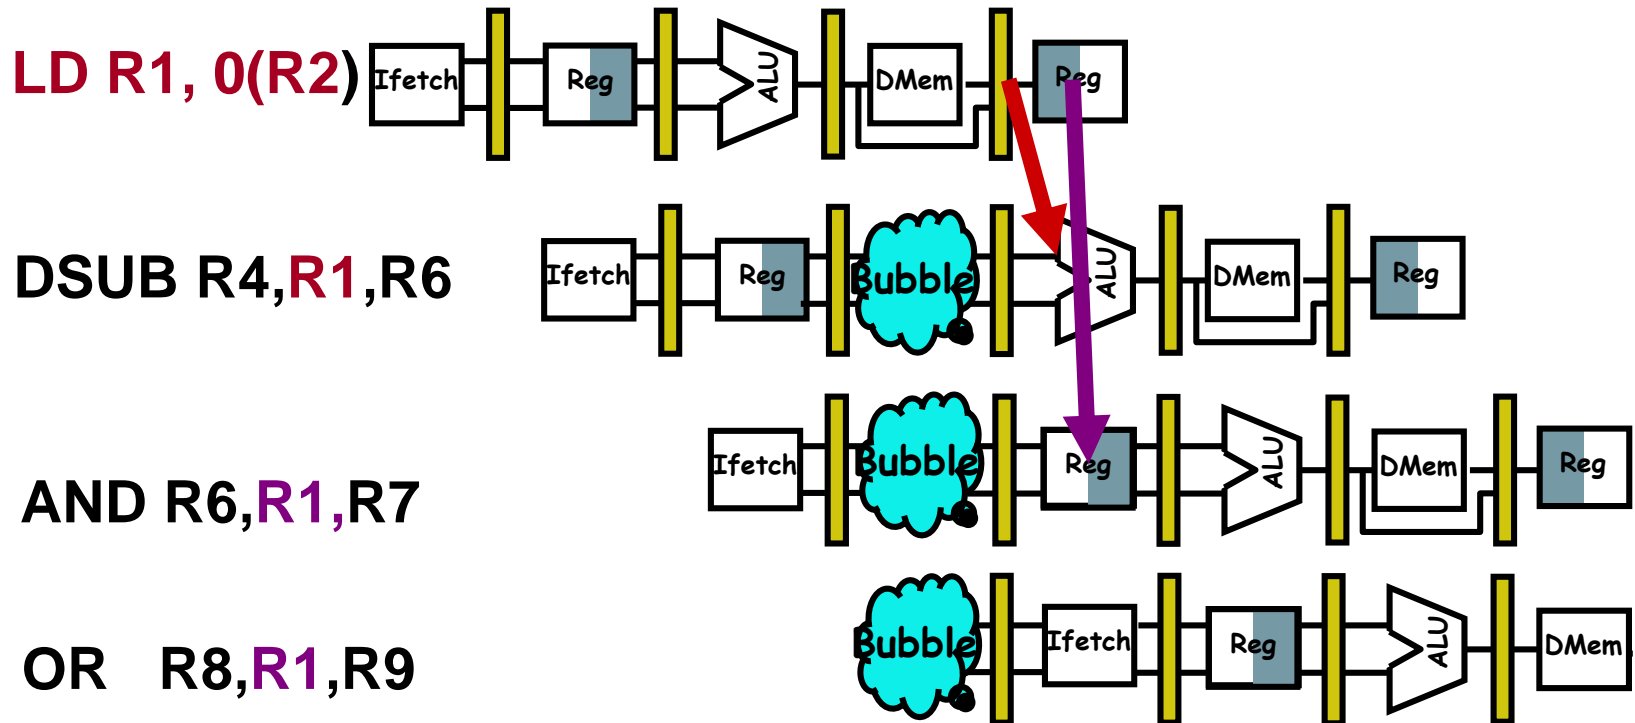 LD R1, 0(R2) Ifetch Reg ALU DMem Reg
DSUB R4,R1,R6 Ifetch Reg Bubble ALU DMem Reg
AND R6,R1,R7 Ifetch Bubble Reg ALU DMem Reg
OR R8,R1,R9 Bubble Ifetch Reg ALU DMem